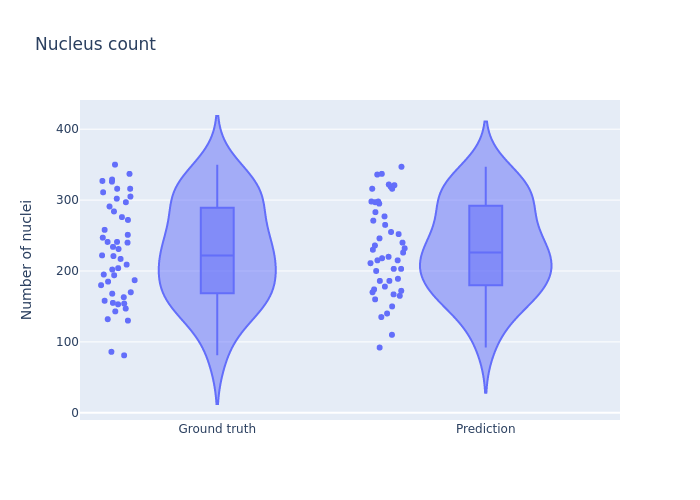 Nucleus count
400
300
200
100
0
Number of nuclei
Ground truth
Prediction